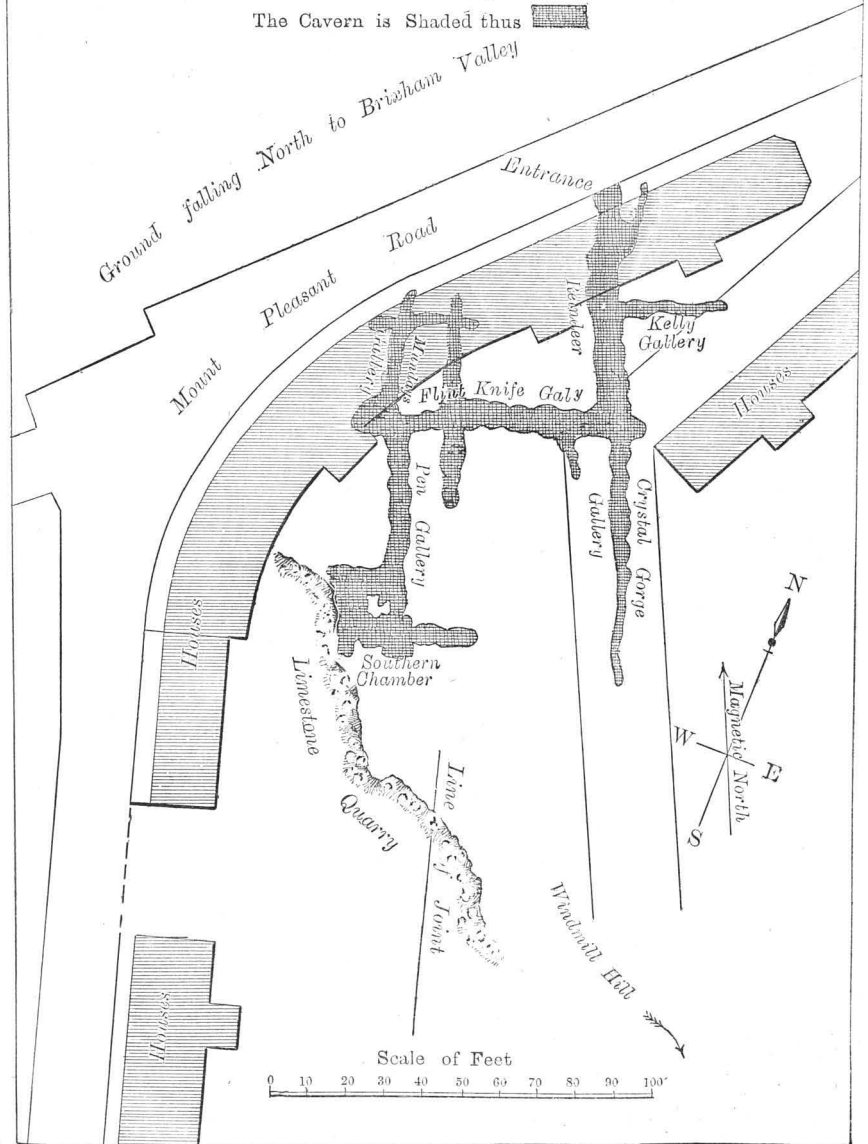 The Cavern is Shaded thus
Ground falling North to Brixham Valley
Entrance
Mount Pleasant Road
Reindeer
Kelly
Gallery
Mundays
Gallery
Flint Knife Galy
Houses
Pen Gallery
Gallery
Crystal Gorge
N
Houses
Southern
Chamber
Limestone
Quarry
W
E
S
Magnetic North
Line of Joint
Windmill Hill
Houses
Scale of Feet
0 10 20 30 40 50 60 70 80 90 100'